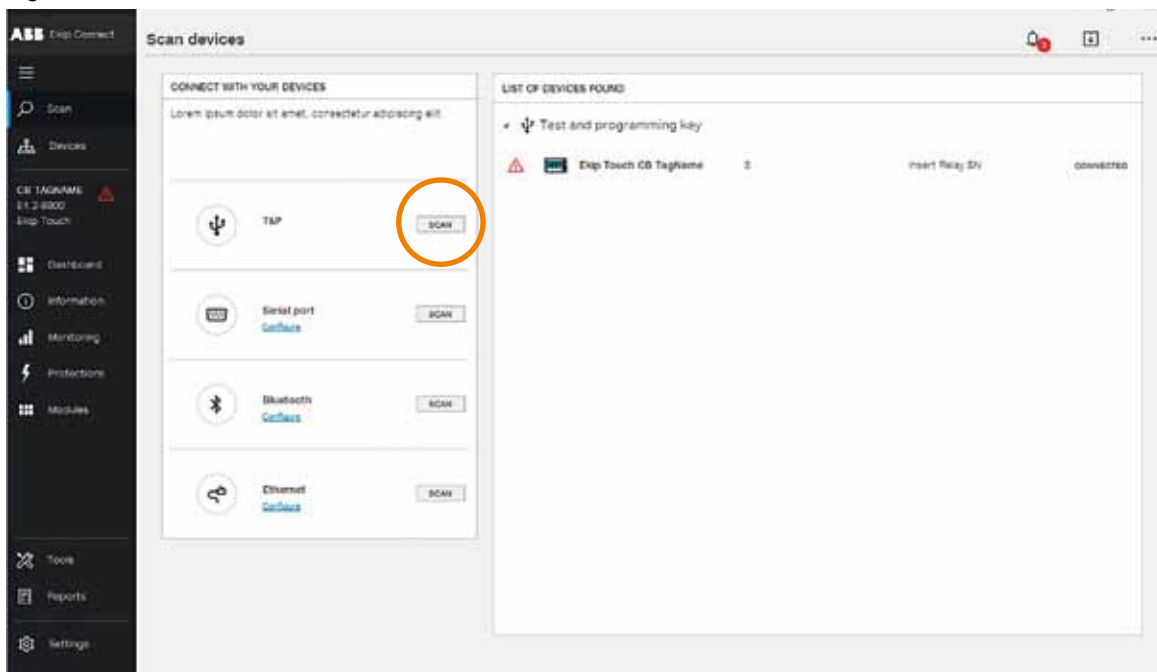 ABB Ekip Connect
Scan devices
Scan
Devices
CB TAGNAME
E1.2-8800
Ekip Touch
Dashboard
Information
Monitoring
Protections
Modules
Tools
Reports
Settings
CONNECT WITH YOUR DEVICES
Lorem ipsum dolor sit amet, consectetur adipiscing elit
T&P
SCAN
Serial port
Configure
SCAN
Bluetooth
Configure
SCAN
Ethernet
Configure
SCAN
LIST OF DEVICES FOUND
Test and programming key
Ekip Touch CB TagName
Insert Relay SN
CONNECTED